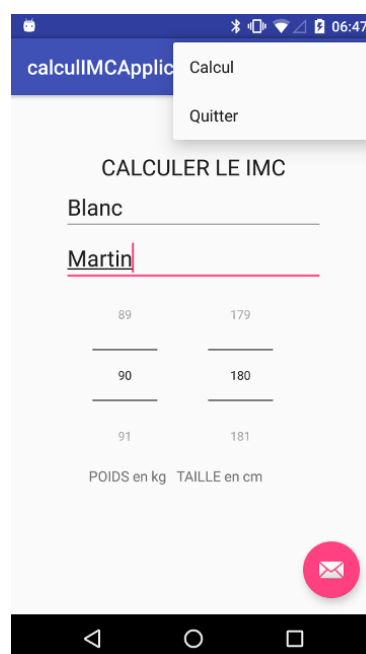 06:47
calculIMCApplic
Calcul
Quitter
CALCULER LE IMC
Blanc
Martin
89 179
90 180
91 181
POIDS en kg TAILLE en cm